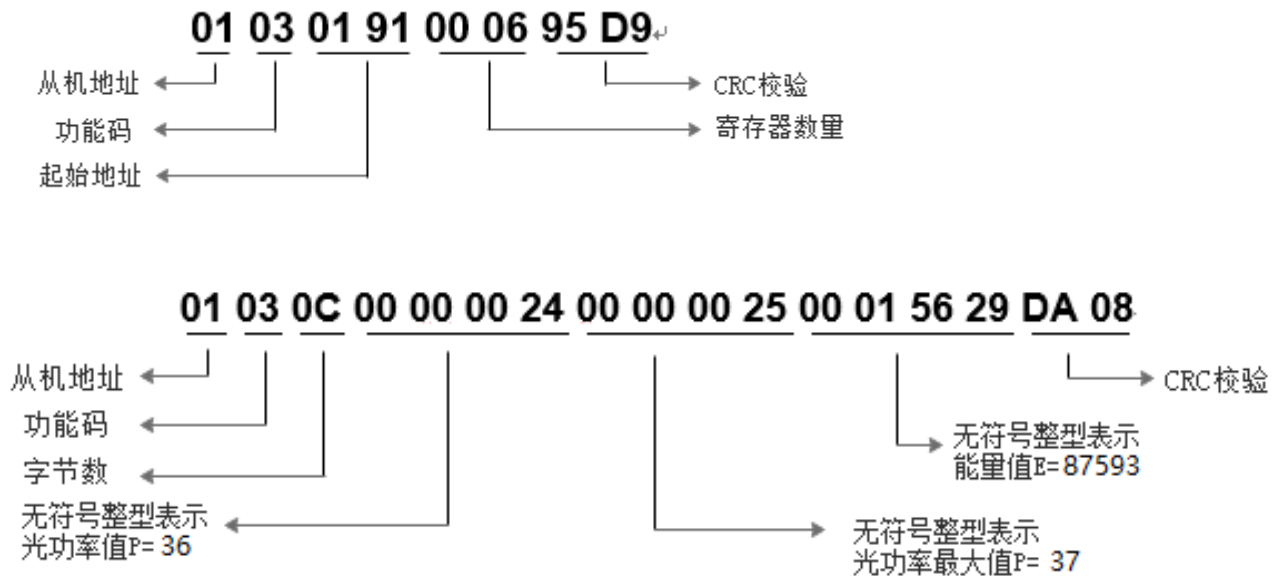 01 03 01 91 00 06 95 D9↵
从机地址
CRC校验
功能码
寄存器数量
起始地址
01 03 0C 00 00 00 24 00 00 00 25 00 01 56 29 DA 08
从机地址
CRC校验
功能码
字节数
无符号整型表示
能量值E=87593
无符号整型表示
光功率值P= 36
无符号整型表示
光功率最大值P= 37